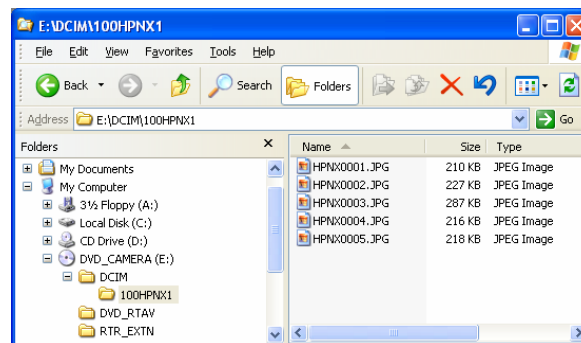 E:\DCIM\100HPNX1
File Edit View Favorites Tools Help
Back Search Folders
Address E:\DCIM\100HPNX1 Go
Folders x Name Size Type
My Documents
My Computer
3½ Floppy (A:)
Local Disk (C:)
CD Drive (D:)
DVD_CAMERA (E:)
DCIM
100HPNX1
DVD_RTAV
RTR_EXTN
HPNX0001.JPG 210 KB JPEG Image
HPNX0002.JPG 227 KB JPEG Image
HPNX0003.JPG 287 KB JPEG Image
HPNX0004.JPG 216 KB JPEG Image
HPNX0005.JPG 218 KB JPEG Image